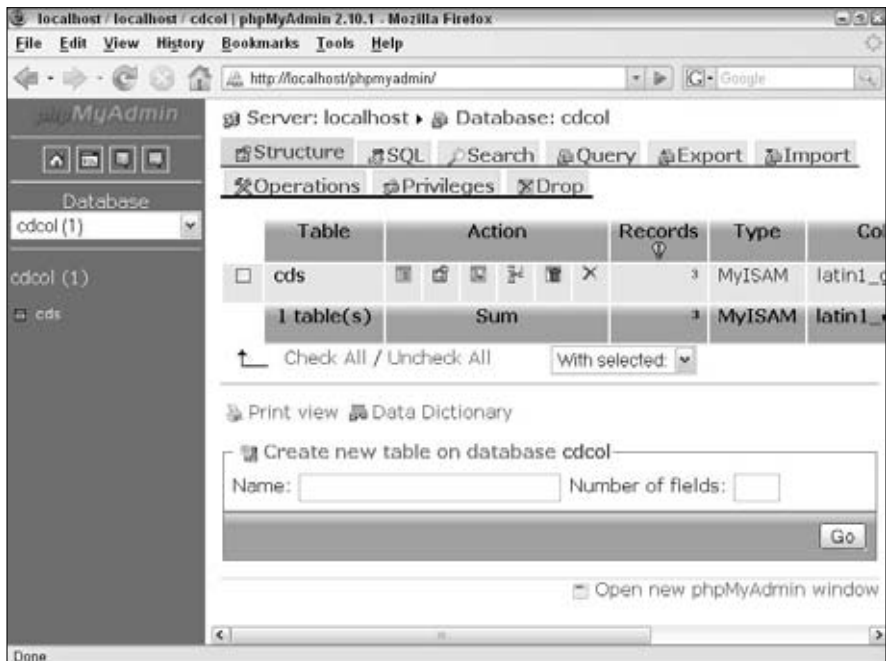 localhost / localhost / cdcol | phpMyAdmin 2.10.1 - Mozilla Firefox
File Edit View History Bookmarks Tools Help
http://localhost/phpmyadmin/
G Google
phpMyAdmin
Server: localhost Database: cdcol
Structure SQL Search Query Export Import
Operations Privileges Drop
Database
cdcol (1)
cdcol (1)
cds
Table Action Records Type Col
cds 3 MyISAM latin1_g
1 table(s) Sum 3 MyISAM latin1_
Check All / Uncheck All With selected:
Print view Data Dictionary
Create new table on database cdcol
Name: Number of fields:
Go
Open new phpMyAdmin window
Done